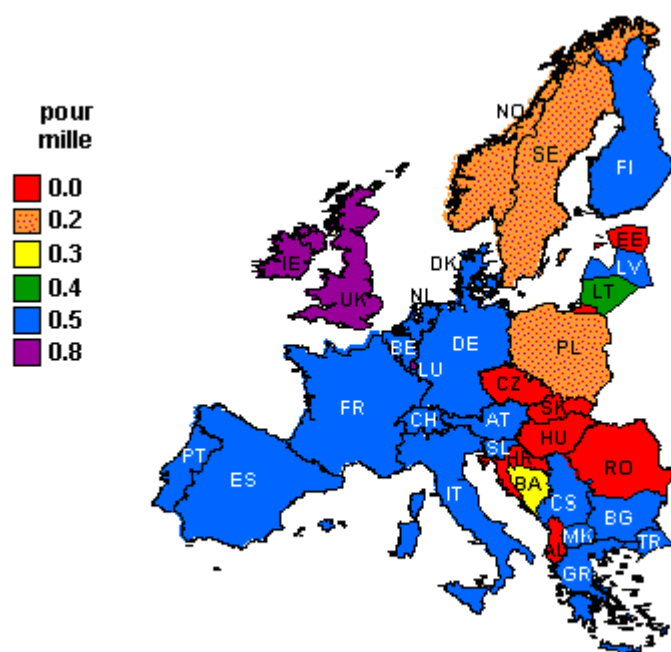 pour
mille
0.0
0.2
0.3
0.4
0.5
0.8
NO
SE
FI
EE
LV
LT
DK
IE
UK
NL
BE
DE
PL
LU
CZ
SK
FR
CH
AT
HU
SL
HR
RO
PT
ES
IT
BA
CS
BG
MK
TR
AL
GR